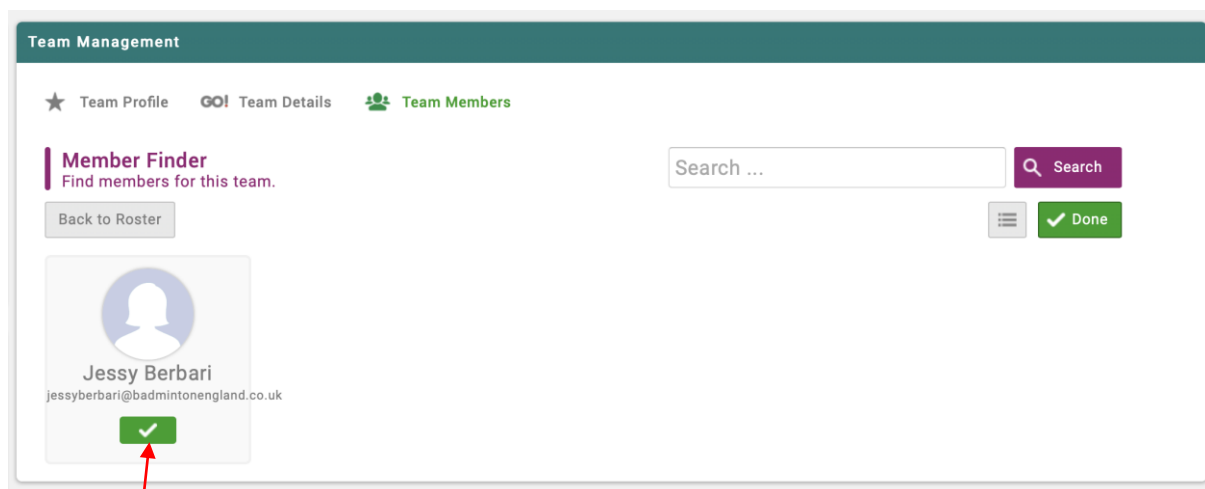 Team Management
Team Profile GO! Team Details Team Members
Member Finder
Find members for this team.
Search ... Search
Back to Roster Done
Jessy Berbari
jessyberbari@badmintonengland.co.uk